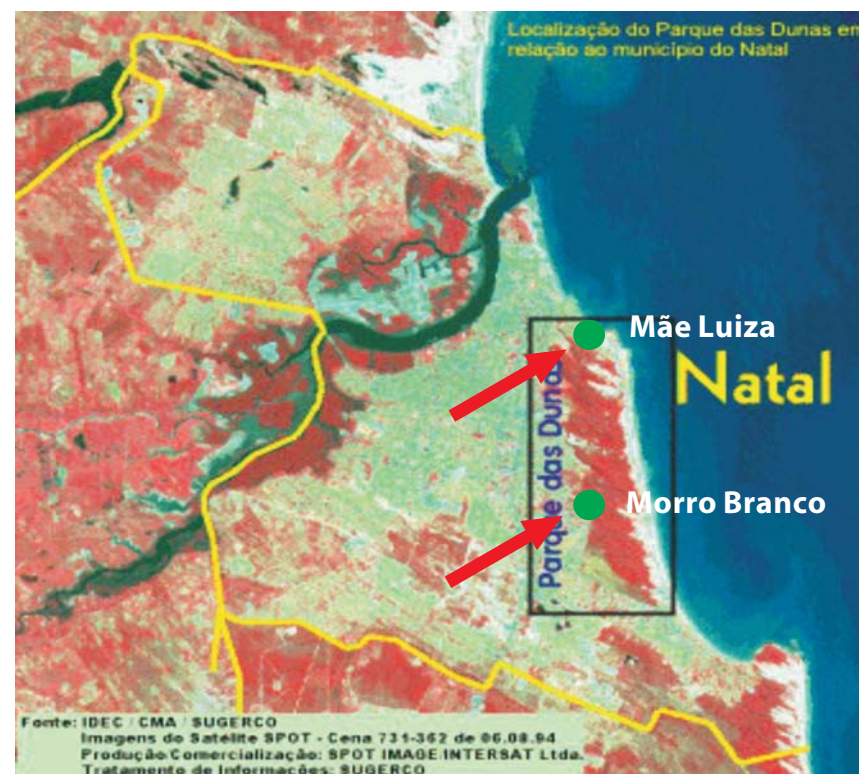 Localização do Parque das Dunas em
relação ao município do Natal
Mãe Luiza
Natal
Parque das Dunas
Morro Branco
Fonte: IDEC / CMA / SUGERCO
Imagens do Satélite SPOT - Cena 731-362 de 06.08.94
Produção/Comercialização: SPOT IMAGE/INTERSAT Ltda.
Tratamento de Informações: SUGERCO